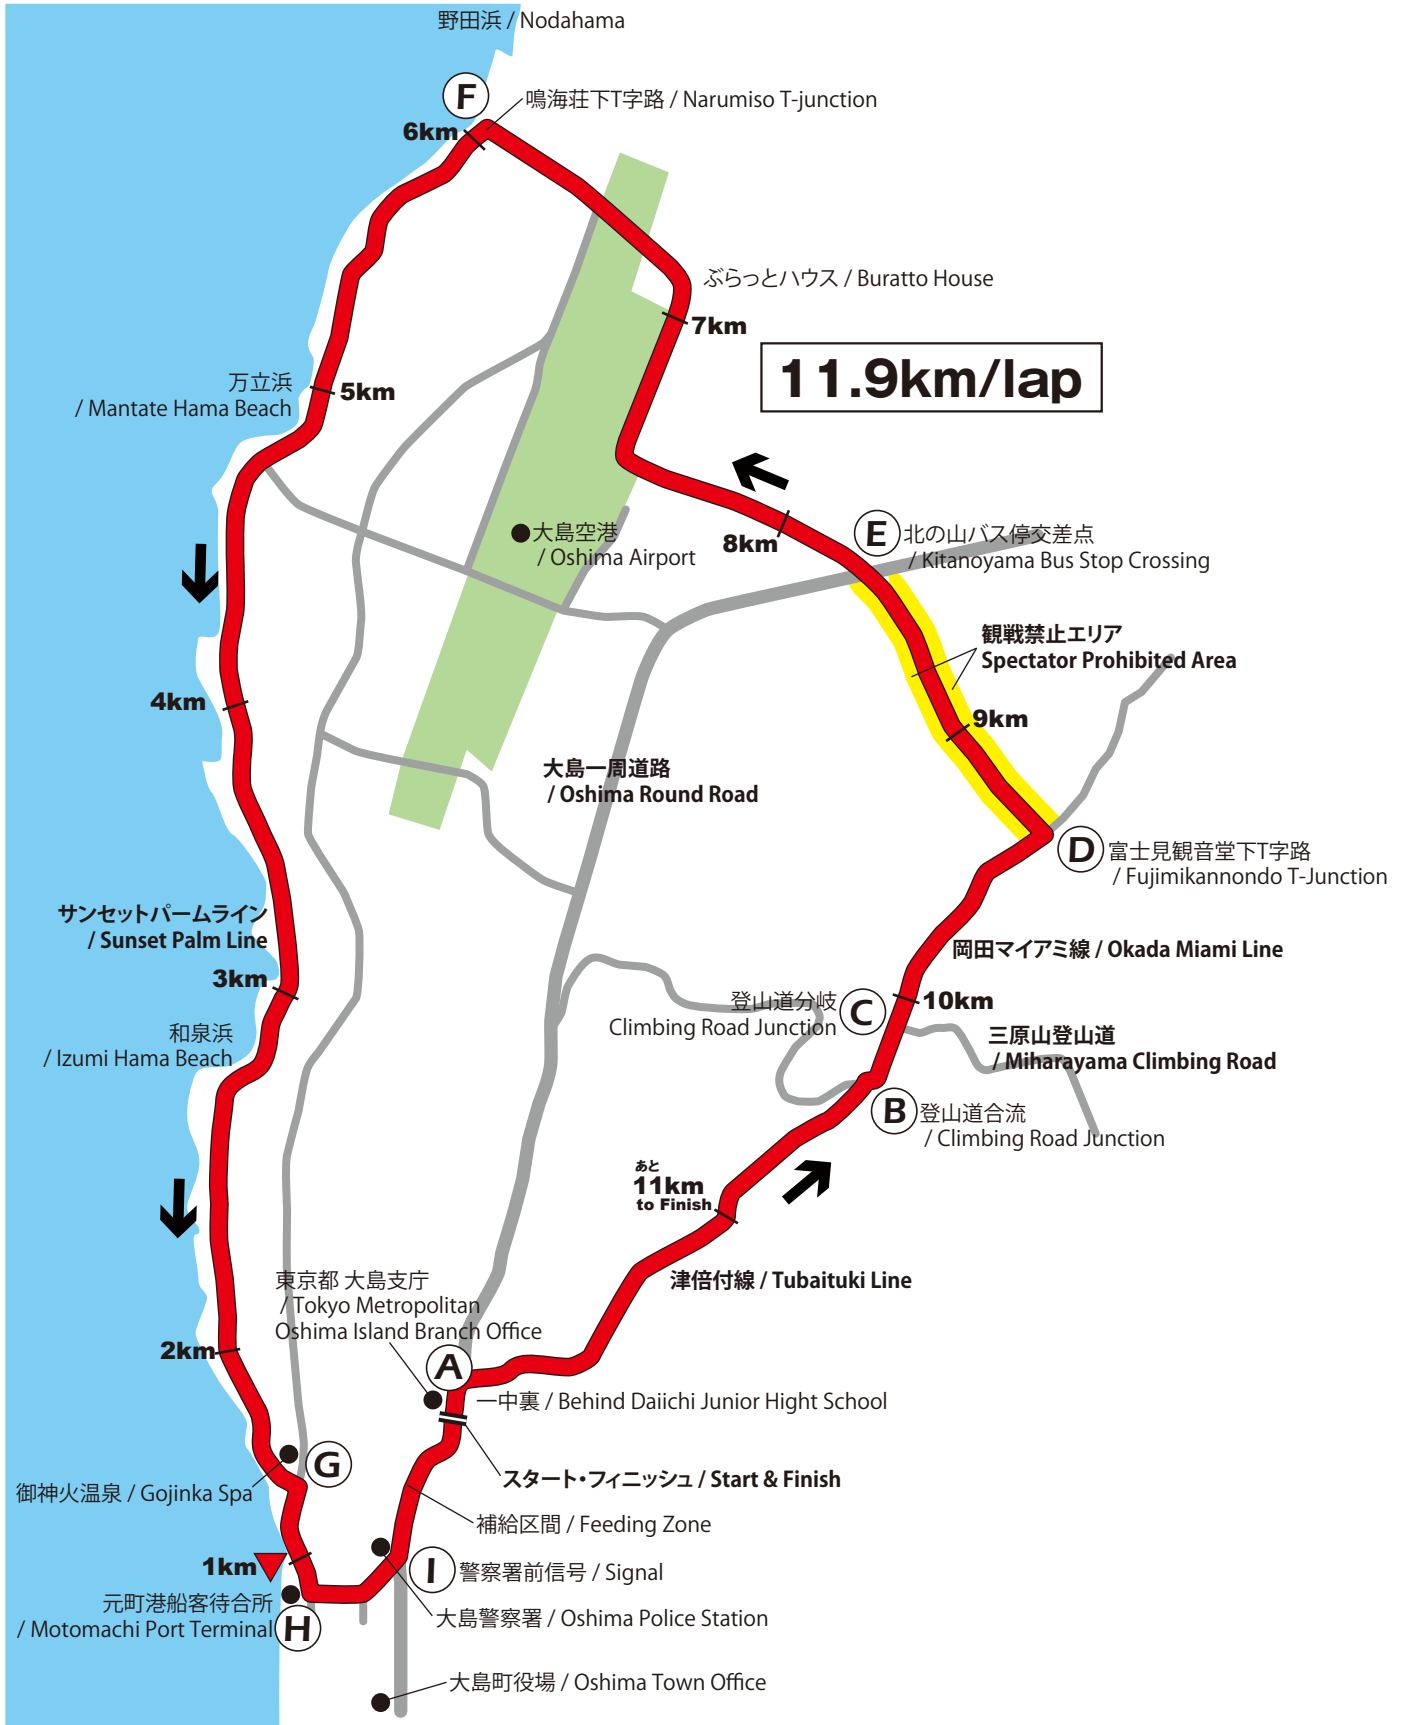 野田浜 / Nodahama
F
鳴海荘下T字路 / Narumiso T-junction
6km
ぶらっとハウス / Buratto House
7km
11.9km/lap
万立浜
/ Mantate Hama Beach
5km
大島空港
/ Oshima Airport
8km
E
北の山バス停交差点
/ Kitanoyama Bus Stop Crossing
観戦禁止エリア
Spectator Prohibited Area
4km
9km
大島一周道路
/ Oshima Round Road
D
富士見観音堂下T字路
/ Fujimikannondo T-Junction
サンセットパームライン
/ Sunset Palm Line
岡田マイアミ線 / Okada Miami Line
3km
登山道分岐
Climbing Road Junction
C
10km
和泉浜
/ Izumi Hama Beach
三原山登山道
/ Miharayama Climbing Road
B
登山道合流
/ Climbing Road Junction
あと
11km
to Finish
東京都 大島支庁
/ Tokyo Metropolitan
Oshima Island Branch Office
津倍付線 / Tubaituki Line
2km
A
一中裏 / Behind Daiichi Junior Hight School
G
スタート・フィニッシュ / Start & Finish
御神火温泉 / Gojinka Spa
補給区間 / Feeding Zone
1km
I
警察署前信号 / Signal
元町港船客待合所
/ Motomachi Port Terminal
H
大島警察署 / Oshima Police Station
大島町役場 / Oshima Town Office